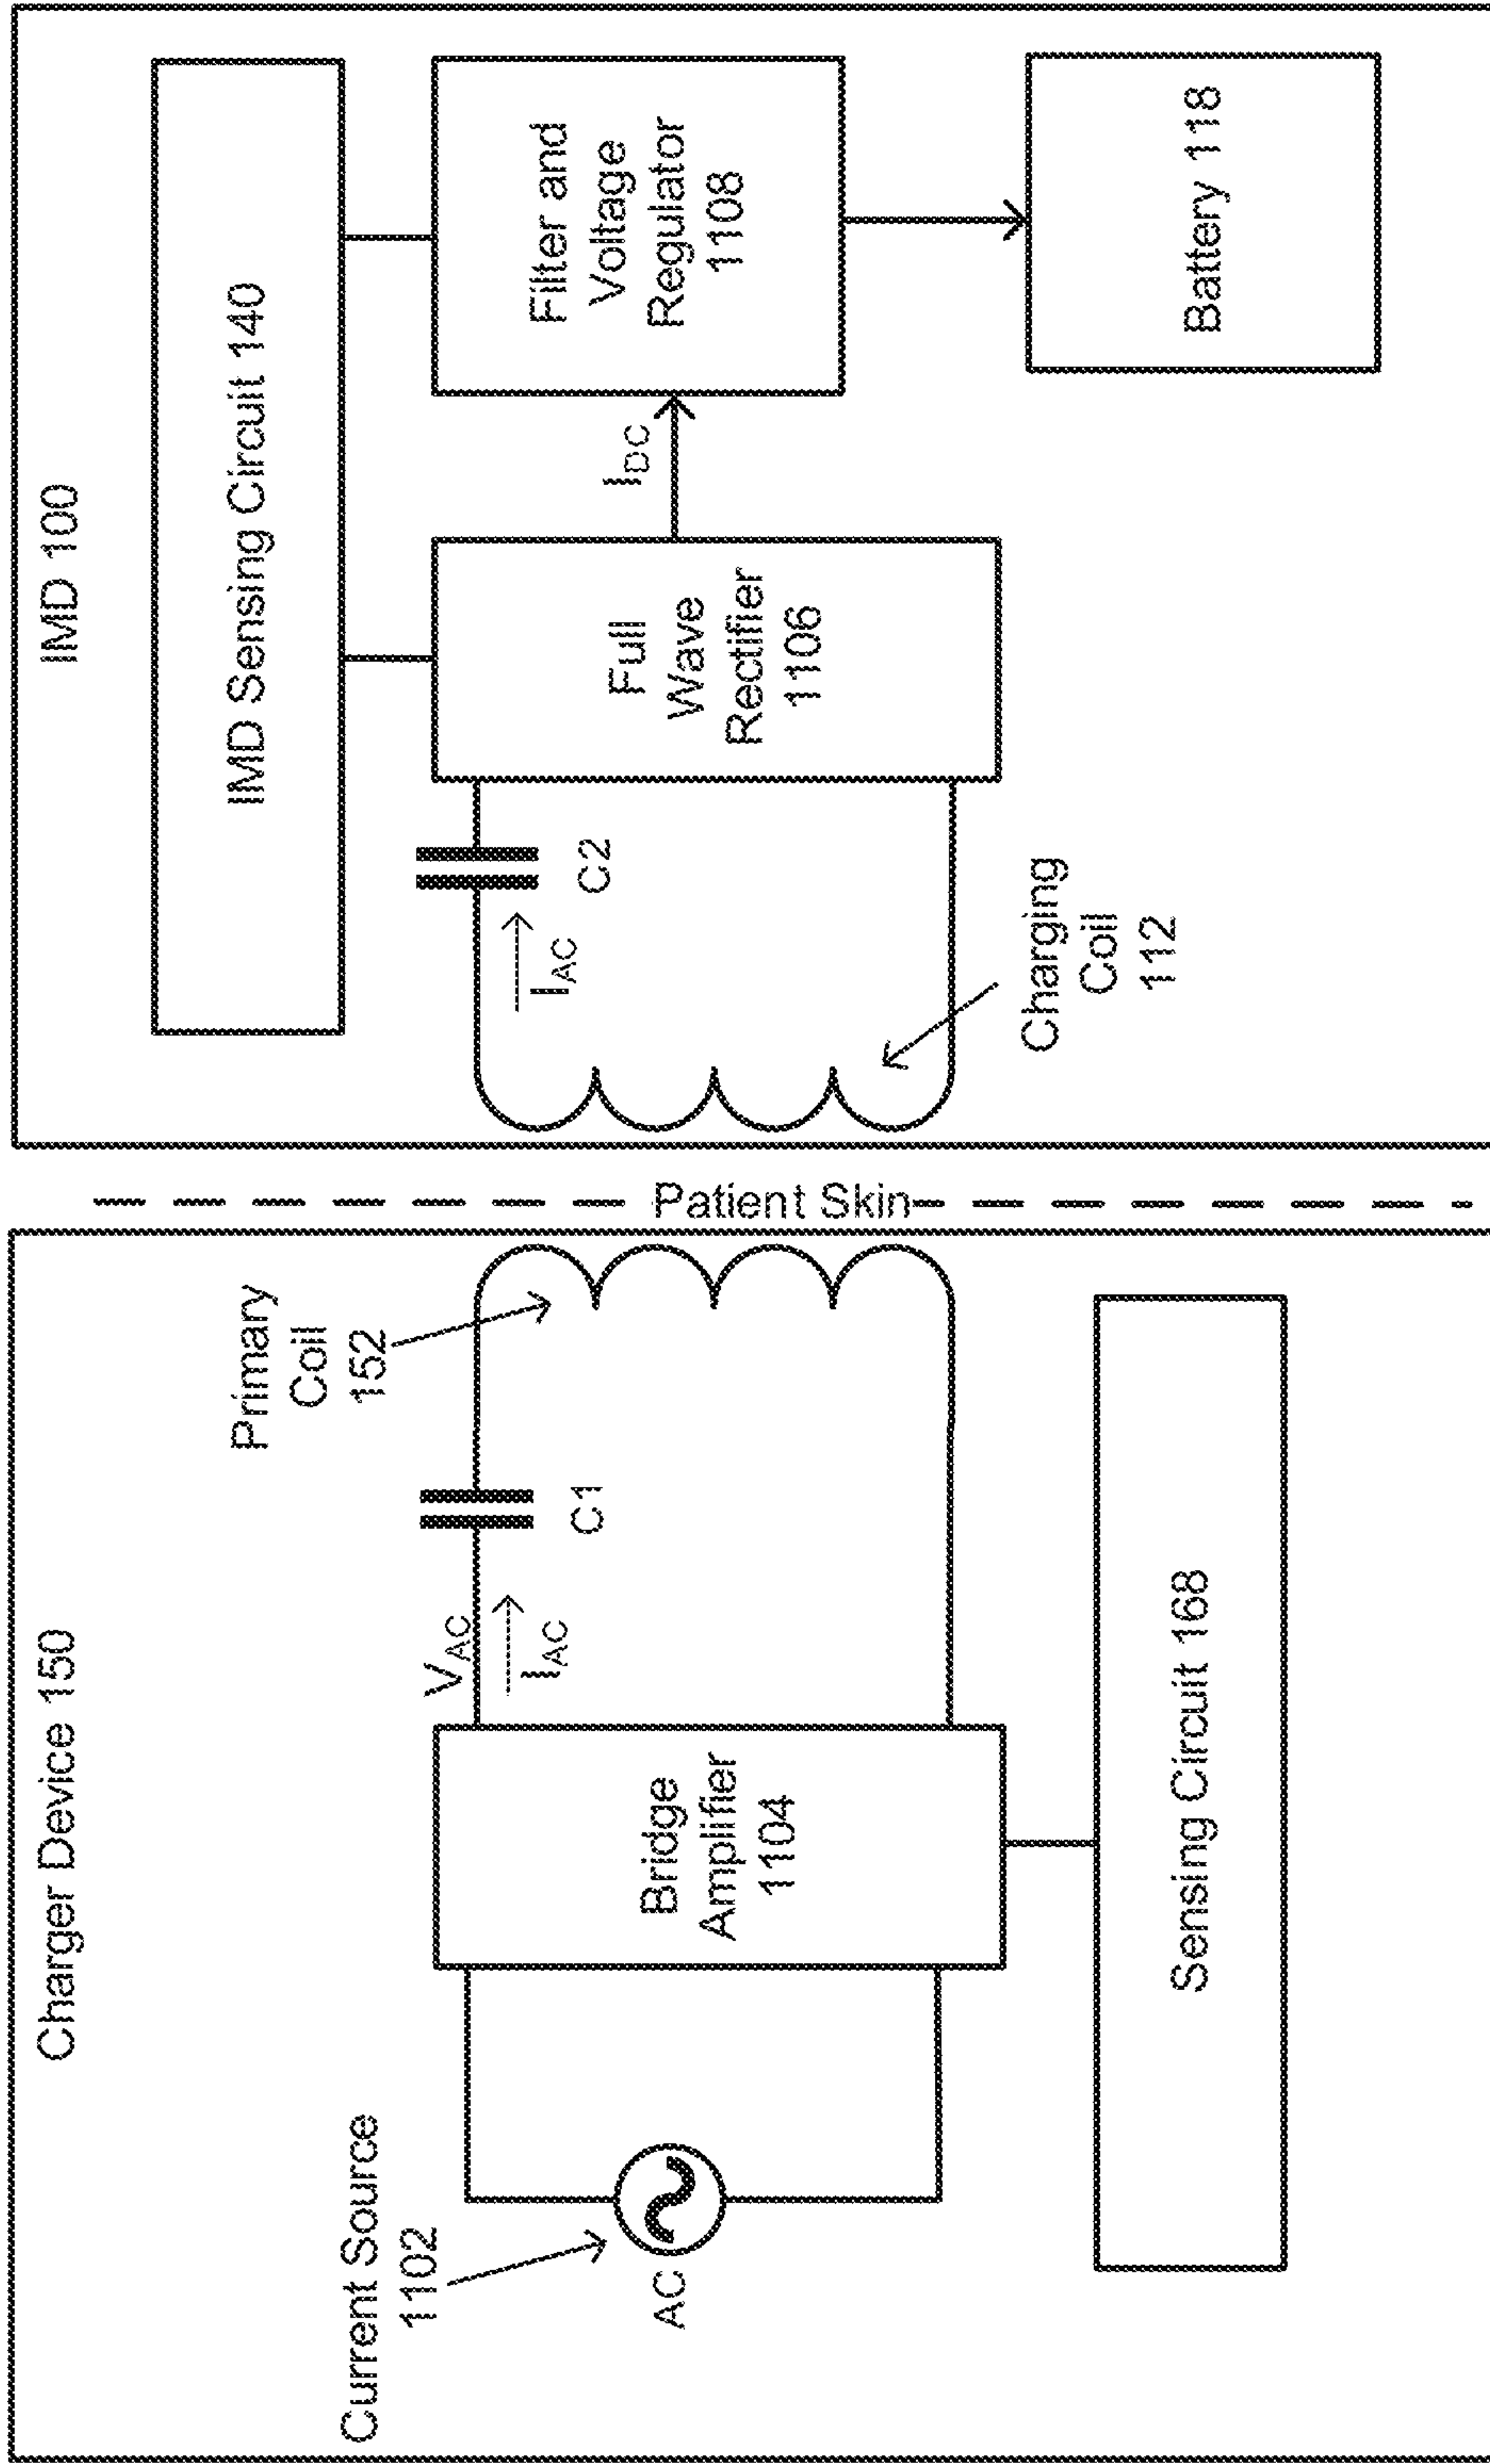 Charger Device 150
Current Source
1102
AC
Bridge
Amplifier
1104
V_AC
I_AC
C1
Primary
Coil
152
Sensing Circuit 168
Patient Skin
IMD 100
IMD Sensing Circuit 140
I_AC
C2
Charging
Coil
112
Full
Wave
Rectifier
1106
I_DC
Filter and
Voltage
Regulator
1108
Battery 118